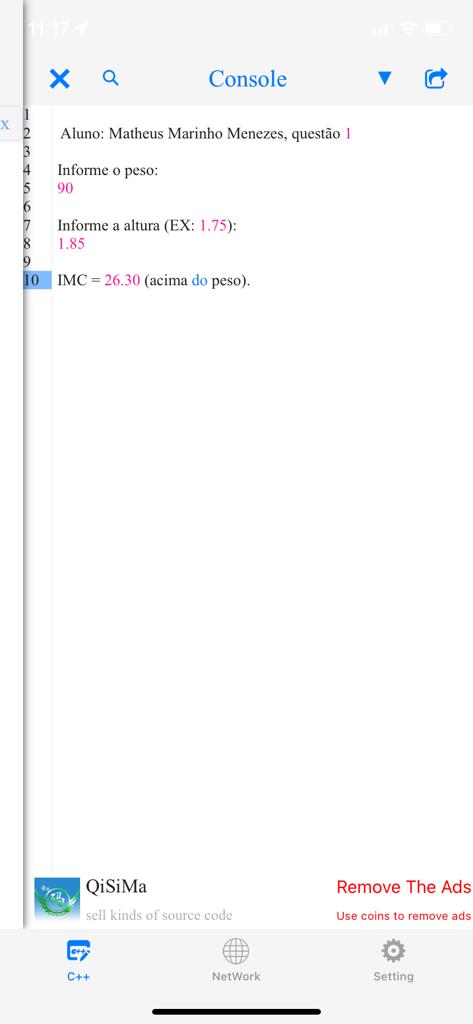 11:17
Console
x
1
2 Aluno: Matheus Marinho Menezes, questão 1
3
4 Informe o peso:
5 90
6
7 Informe a altura (EX: 1.75):
8 1.85
9
10 IMC = 26.30 (acima do peso).
QiSiMa
Remove The Ads
sell kinds of source code
Use coins to remove ads
C++
NetWork
Setting